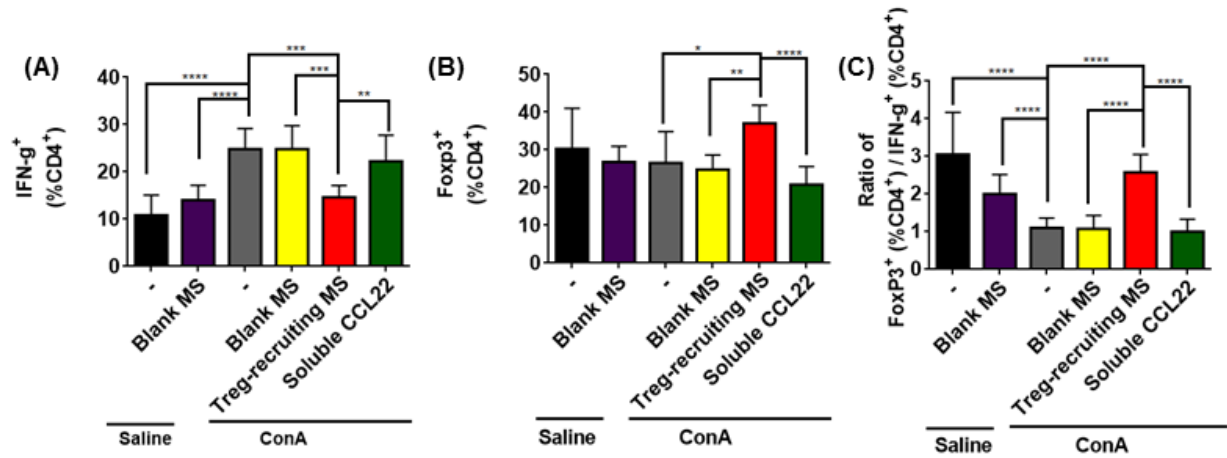 (A)
IFN-g+
(%CD4+)
40
30
20
10
0
****
****
***
***
**
-
Blank MS
-
Blank MS
Treg-recruiting MS
Soluble CCL22
Saline
ConA
(B)
Foxp3+
(%CD4+)
50
40
30
20
10
0
*
**
****
-
Blank MS
-
Blank MS
Treg-recruiting MS
Soluble CCL22
Saline
ConA
(C)
Ratio of
FoxP3+ (%CD4+) / IFN-g+ (%CD4+)
5
4
3
2
1
0
****
****
****
****
****
-
Blank MS
-
Blank MS
Treg-recruiting MS
Soluble CCL22
Saline
ConA